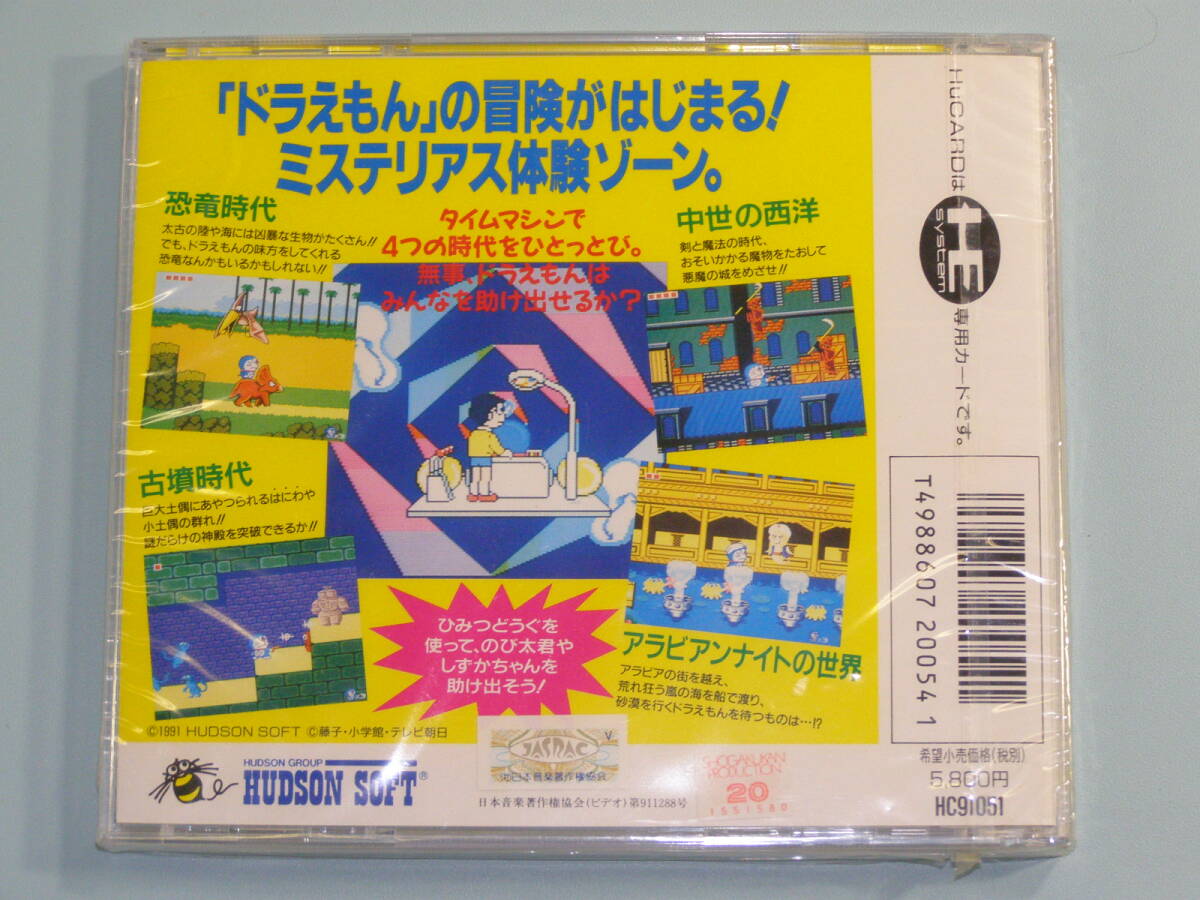 「ドラえもん」の冒険がはじまる!
ミステリアス体験ゾーン。
恐竜時代
太古の陸や海には凶暴な生物がたくさん!!
でも、ドラえもんの味方をしてくれる
恐竜なんかもいるかもしれない!!
タイムマシンで
4つの時代をひとっとび。
無事、ドラえもんは
みんなを助け出せるか?
中世の西洋
剣と魔法の時代、
おそいかかる魔物をたおして
悪魔の城をめざせ!!
古墳時代
巨大土偶にあやつられるはにわや
小土偶の群れ!!
謎だらけの神殿を突破できるか!!
ひみつどうぐを
使って、のび太君や
しずかちゃんを
助け出そう!
アラビアンナイトの世界
アラビアの街を越え、
荒れ狂う嵐の海を船で渡り、
砂漠を行くドラえもんを待つものは…!?
©1991 HUDSON SOFT ©藤子・小学館・テレビ朝日
HUDSON GROUP
HUDSON SOFT®
JASRAC
V
日本音楽著作権協会
日本音楽著作権協会(ビデオ)第911288号
SHOGAKUKAN
PRODUCTION
20
1551580
HuCARDは
HE
system
専用カードです。
T4988607 20054 1
希望小売価格(税別)
5,800円
HC91051